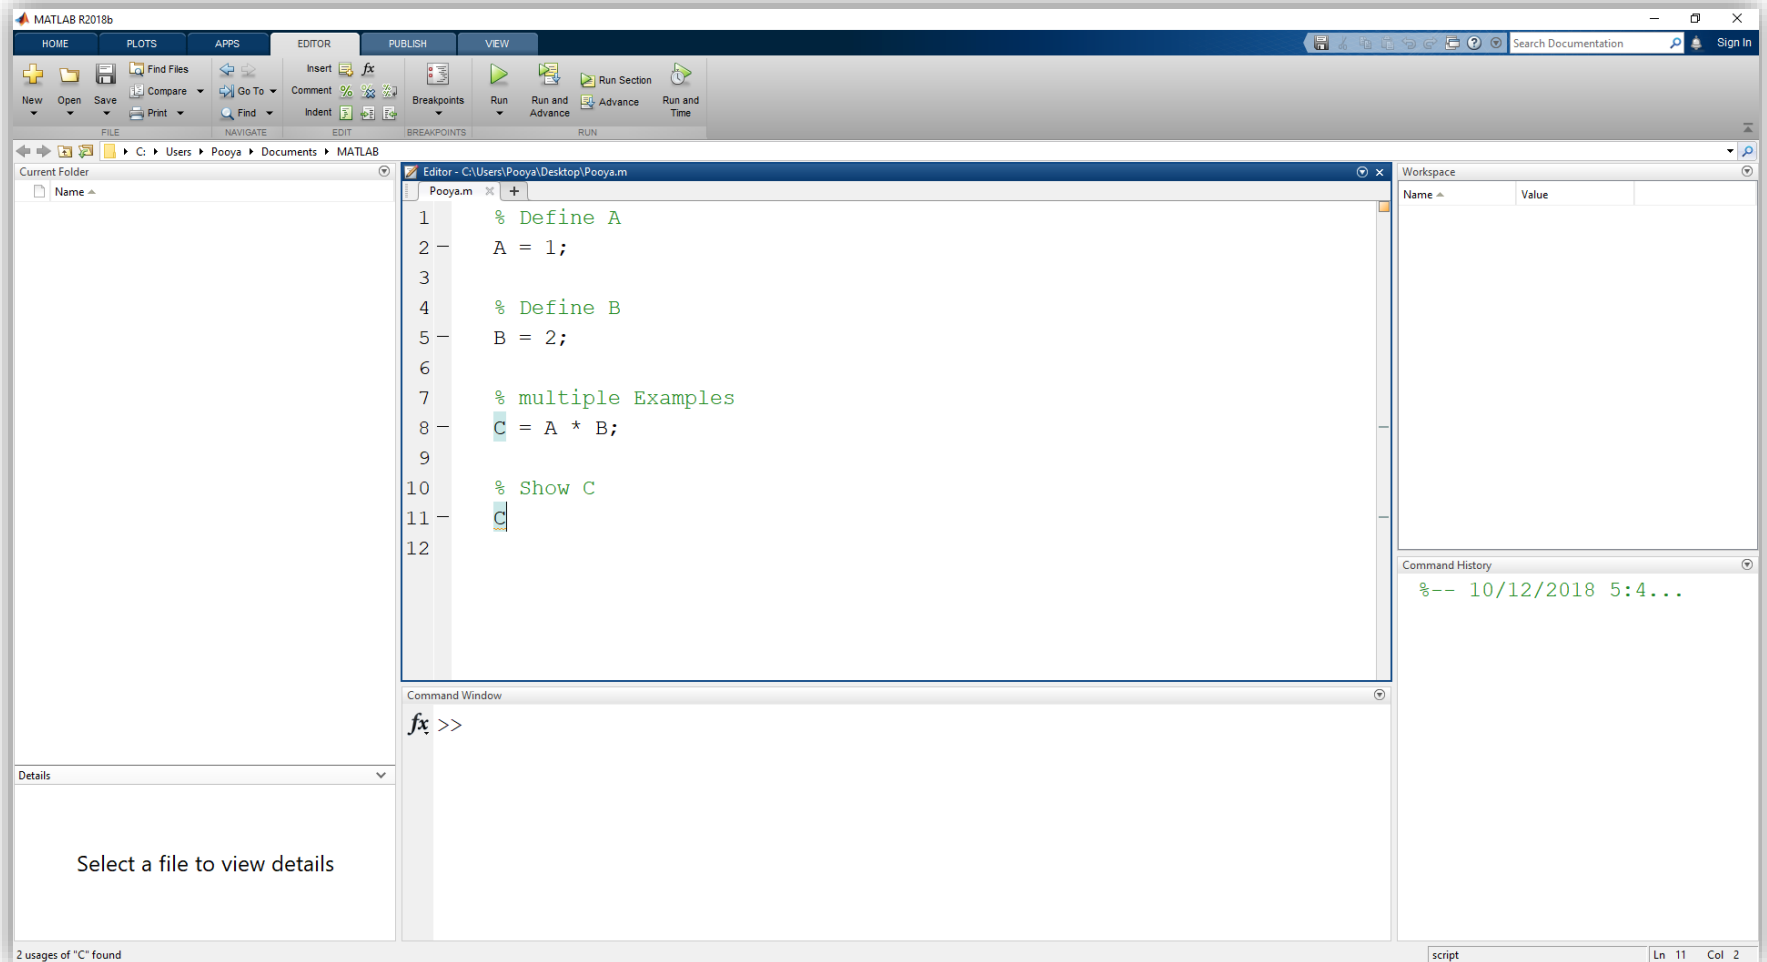 MATLAB R2018b
HOME PLOTS APPS EDITOR PUBLISH VIEW Search Documentation Sign In
Find Files Insert fx
New Open Save Compare Go To Comment Breakpoints Run Run and Advance Run Section Advance Run and Time
Print Find Indent
FILE NAVIGATE EDIT BREAKPOINTS RUN
C: Users Pooya Documents MATLAB
Current Folder
Name
Editor - C:\Users\Pooya\Desktop\Pooya.m
Pooya.m
1 % Define A
2 A = 1;
3
4 % Define B
5 B = 2;
6
7 % multiple Examples
8 C = A * B;
9
10 % Show C
11 C
12
Workspace
Name Value
Command History
%-- 10/12/2018 5:4...
Command Window
fx >>
Details
Select a file to view details
2 usages of "C" found
script Ln 11 Col 2